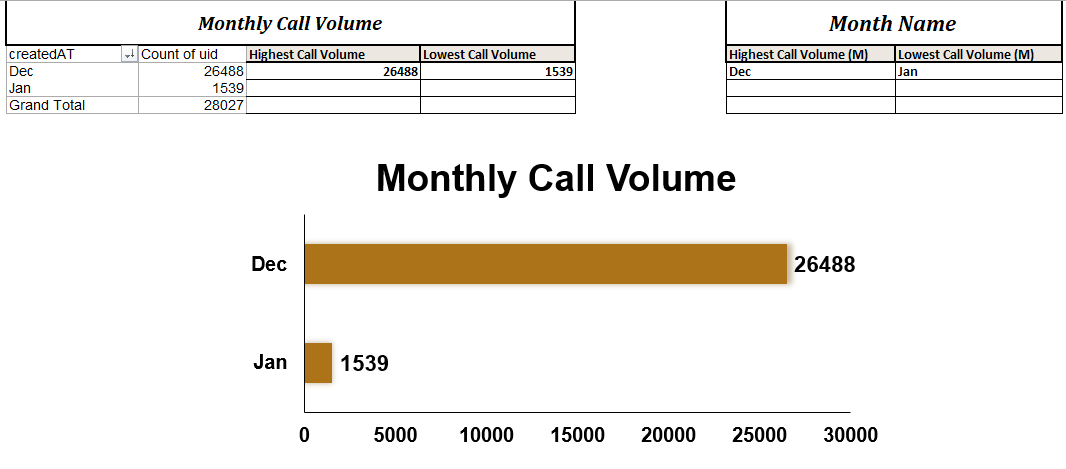 Monthly Call Volume Month Name
createdAT Count of uid Highest Call Volume Lowest Call Volume Highest Call Volume (M) Lowest Call Volume (M)
Dec 26488 26488 1539 Dec Jan
Jan 1539
Grand Total 28027
Monthly Call Volume
Dec 26488
Jan 1539
0 5000 10000 15000 20000 25000 30000